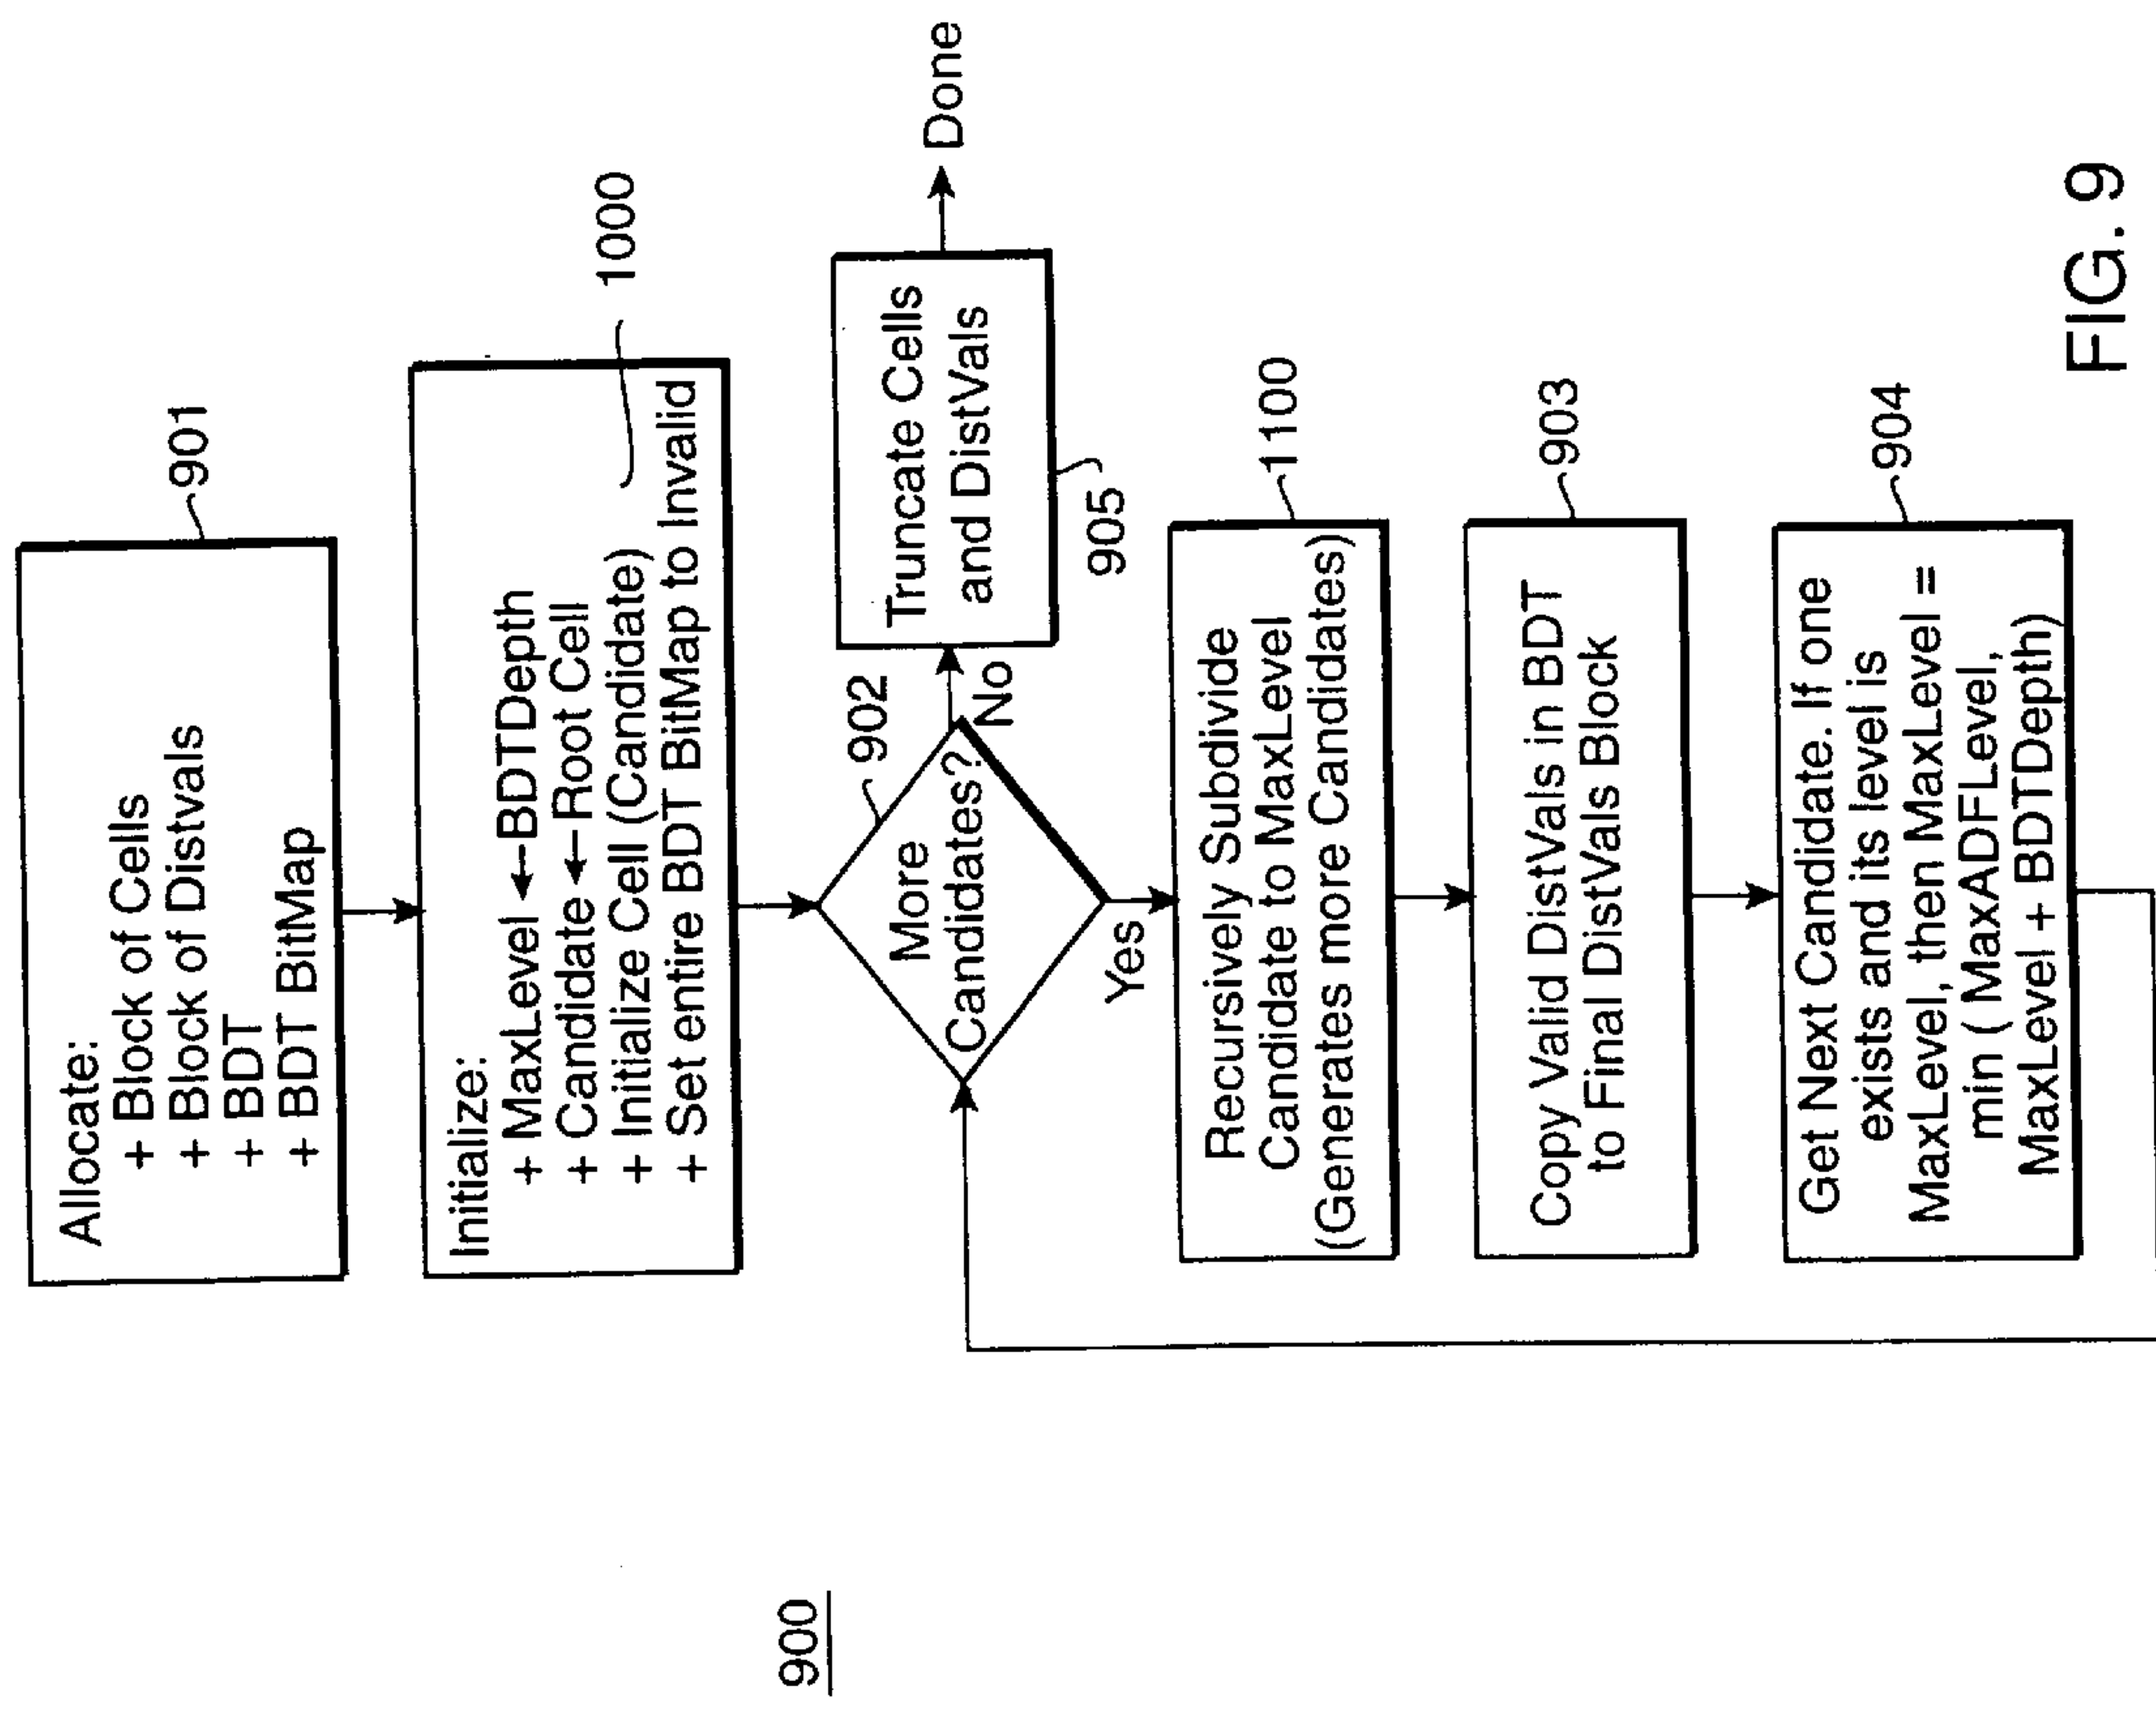 900
Allocate:
+ Block of Cells
+ Block of Distvals
+ BDT
+ BDT BitMap
901
Initialize:
+ MaxLevel ←BDTDepth
+ Candidate ←Root Cell
+ Initialize Cell (Candidate)
+ Set entire BDT BitMap to Invalid
1000
902
More
Candidates?
No
Truncate Cells
and DistVals
905
Done
Yes
Recursively Subdivide
Candidate to MaxLevel
(Generates more Candidates)
1100
Copy Valid DistVals in BDT
to Final DistVals Block
903
Get Next Candidate. If one
exists and its level is
MaxLevel, then MaxLevel =
min ( MaxADFLevel,
MaxLevel + BDTDepth)
904
FIG. 9